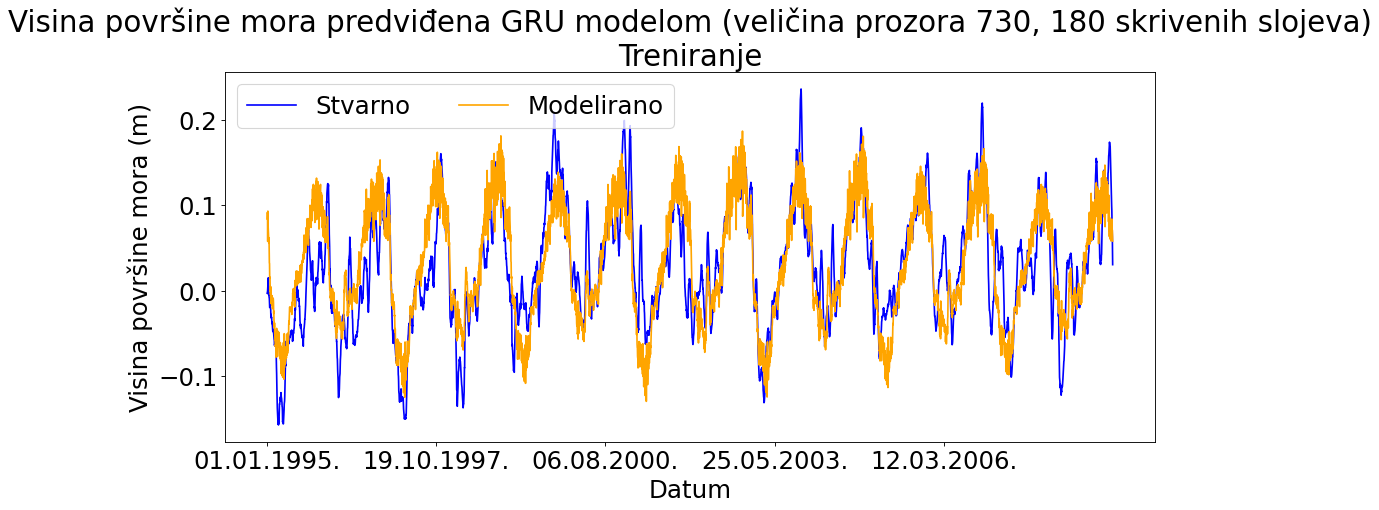 Visina površine mora predviđena GRU modelom (veličina prozora 730, 180 skrivenih slojeva)
Treniranje
Stvarno
Modelirano
Visina površine mora (m)
0.2
0.1
0.0
−0.1
01.01.1995.
19.10.1997.
06.08.2000.
25.05.2003.
12.03.2006.
Datum